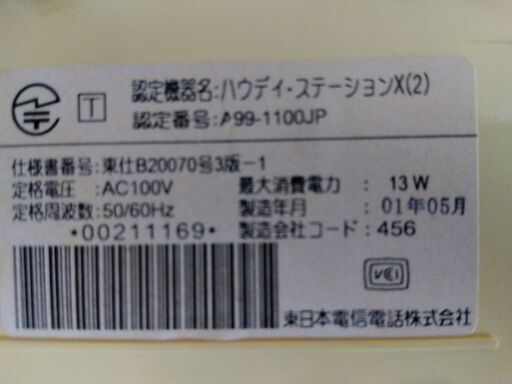 T 認定機器名:ハウディ・ステーションX(2)
認定番号:A99-1100JP
仕様書番号:東仕B20070号3版-1
定格電圧:AC100V 最大消費電力 : 13W
定格周波数:50/60Hz 製造年月 : 01年05月
*00211169* 製造会社コード:456
VCI
東日本電信電話株式会社